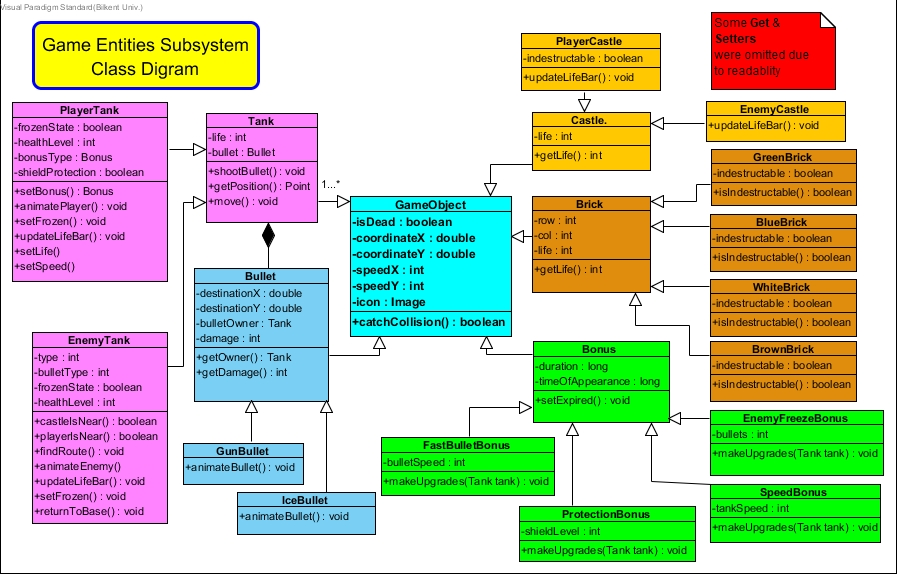 Visual Paradigm Standard(Bilkent Univ.)
Game Entities Subsystem
Class Digram
Some Get &
Setters
were omitted due
to readablity
PlayerCastle
-indestructable : boolean
+updateLifeBar() : void
PlayerTank
-frozenState : boolean
-healthLevel : int
-bonusType : Bonus
-shieldProtection : boolean
+setBonus() : Bonus
+animatePlayer() : void
+setFrozen() : void
+updateLifeBar() : void
+setLife()
+setSpeed()
Tank
-life : int
-bullet : Bullet
+shootBullet() : void
+getPosition() : Point
+move() : void
1...*
Castle.
-life : int
+getLife() : int
EnemyCastle
+updateLifeBar() : void
GreenBrick
-indestructable : boolean
+isIndestructable() : boolean
GameObject
-isDead : boolean
-coordinateX : double
-coordinateY : double
-speedX : int
-speedY : int
-icon : Image
+catchCollision() : boolean
Brick
-row : int
-col : int
-life : int
+getLife() : int
BlueBrick
-indestructable : boolean
+isIndestructable() : boolean
WhiteBrick
-indestructable : boolean
+isIndestructable() : boolean
BrownBrick
-indestructable : boolean
+isIndestructable() : boolean
Bullet
-destinationX : double
-destinationY : double
-bulletOwner : Tank
-damage : int
+getOwner() : Tank
+getDamage() : int
EnemyTank
-type : int
-bulletType : int
-frozenState : boolean
-healthLevel : int
+castleIsNear() : boolean
+playerIsNear() : boolean
+findRoute() : void
+animateEnemy()
+updateLifeBar() : void
+setFrozen() : void
+returnToBase() : void
Bonus
-duration : long
-timeOfAppearance : long
+setExpired() : void
GunBullet
+animateBullet() : void
IceBullet
+animateBullet() : void
FastBulletBonus
-bulletSpeed : int
+makeUpgrades(Tank tank) : void
EnemyFreezeBonus
-bullets : int
+makeUpgrades(Tank tank) : void
SpeedBonus
-tankSpeed : int
+makeUpgrades(Tank tank) : void
ProtectionBonus
-shieldLevel : int
+makeUpgrades(Tank tank) : void